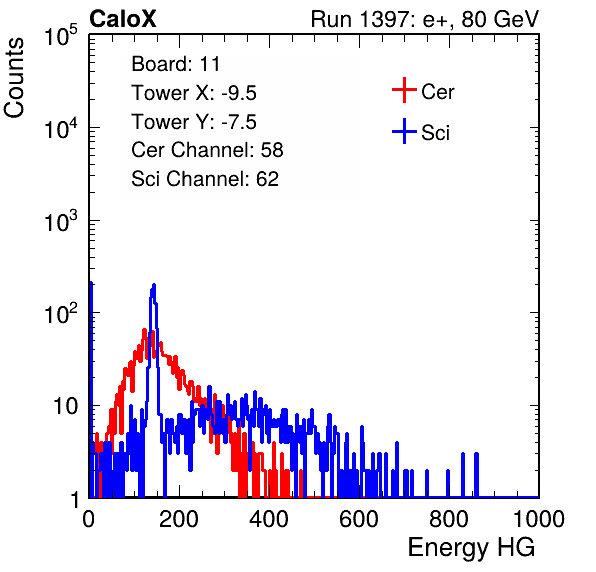 CaloX Run 1397: e+, 80 GeV
Counts
Board: 11
Tower X: -9.5
Tower Y: -7.5
Cer Channel: 58
Sci Channel: 62
Cer
Sci
10^5
10^4
10^3
10^2
10
1
0 200 400 600 800 1000
Energy HG